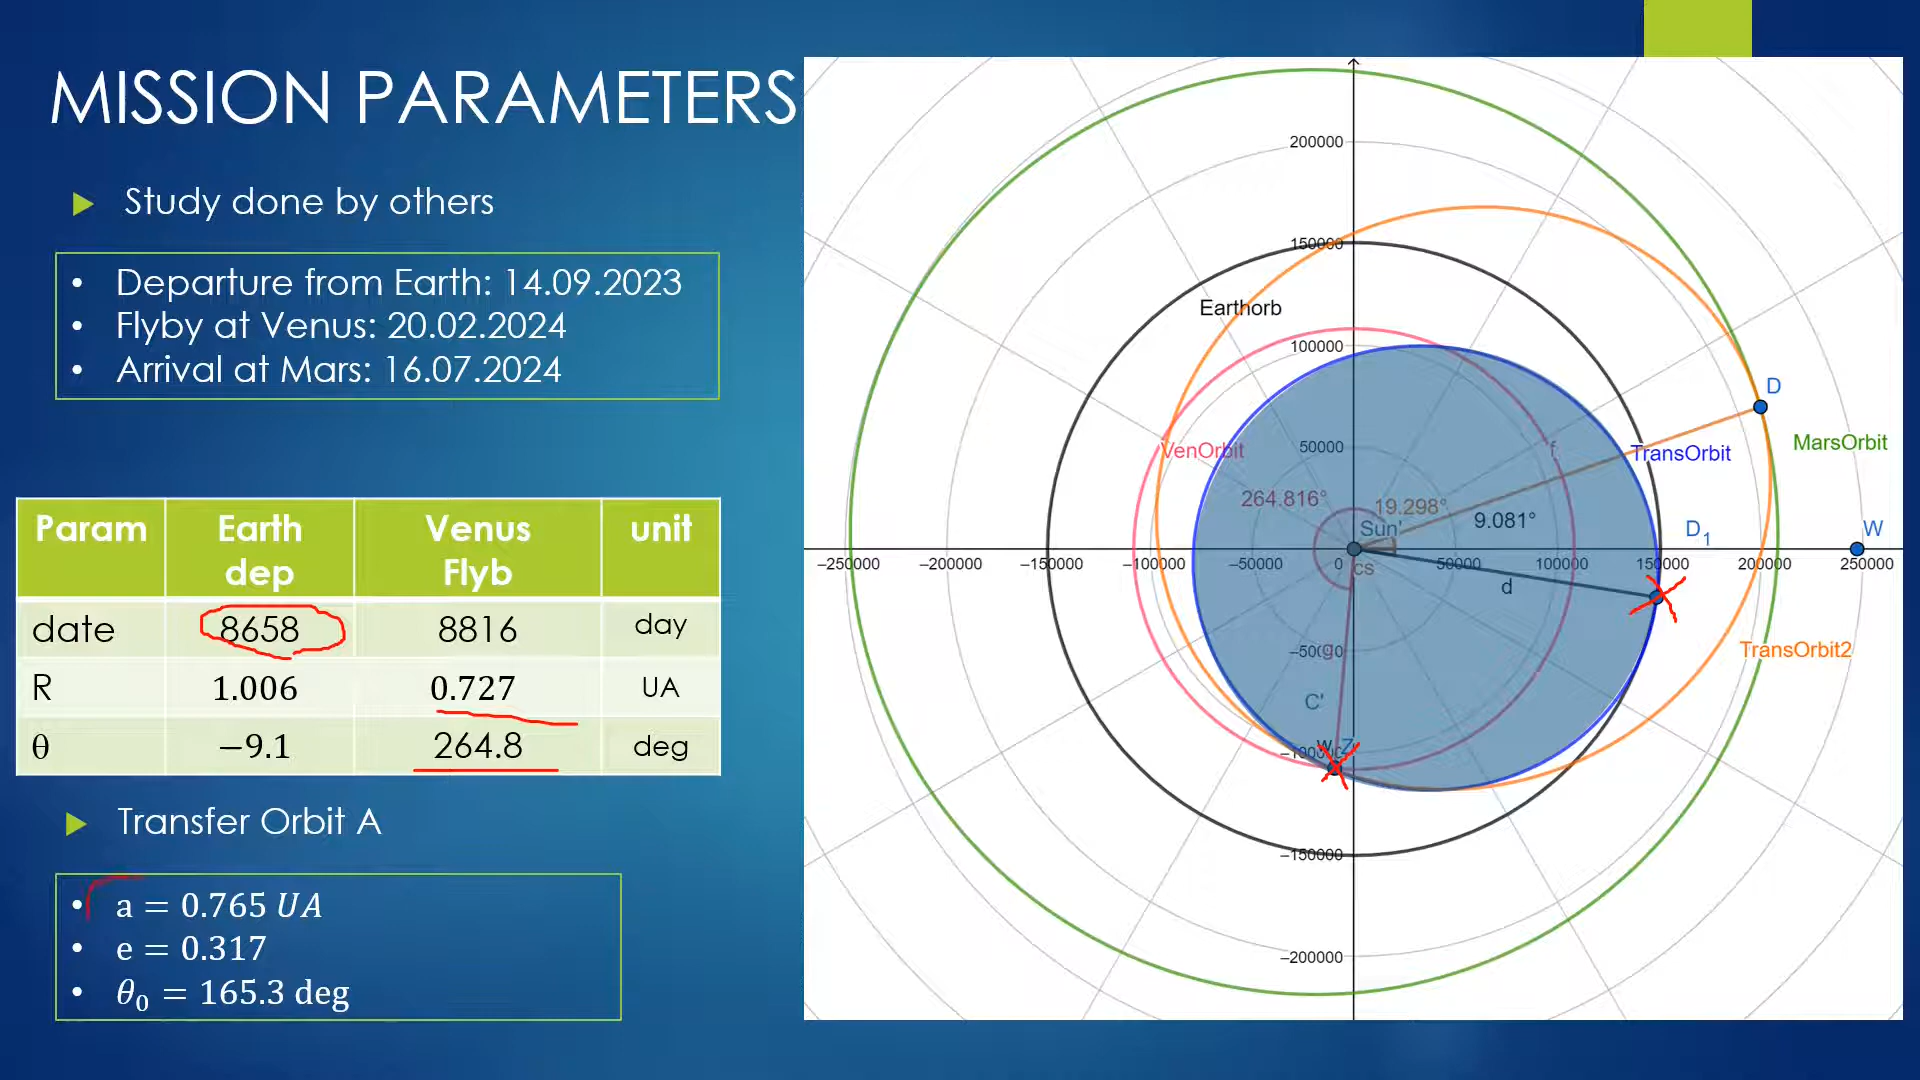 MISSION PARAMETERS
Study done by others
• Departure from Earth: 14.09.2023
• Flyby at Venus: 20.02.2024
• Arrival at Mars: 16.07.2024
Param Earth dep Venus Flyb unit
date 8658 8816 day
R 1.006 0.727 UA
θ −9.1 264.8 deg
Transfer Orbit A
• a = 0.765 UA
• e = 0.317
• θ₀ = 165.3 deg
200000
150000
Earthorb
100000
D
MarsOrbit
VenOrbit
50000
f
TransOrbit
264.816°
19.298°
9.081°
Sun'
D₁
W
−250000 −200000 −150000 −100000 −50000 0 50000 100000 150000 200000 250000
cs
d
g
TransOrbit2
C'
w
Z
−100000
−150000
−200000